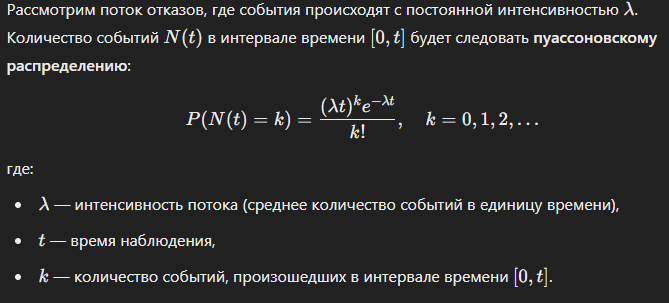 Рассмотрим поток отказов, где события происходят с постоянной интенсивностью λ.
Количество событий N(t) в интервале времени [0, t] будет следовать пуассоновскому
распределению:
P(N(t) = k) = (λt)^k e^{−λt} / k!, k = 0, 1, 2, …
где:
• λ — интенсивность потока (среднее количество событий в единицу времени),
• t — время наблюдения,
• k — количество событий, произошедших в интервале времени [0, t].